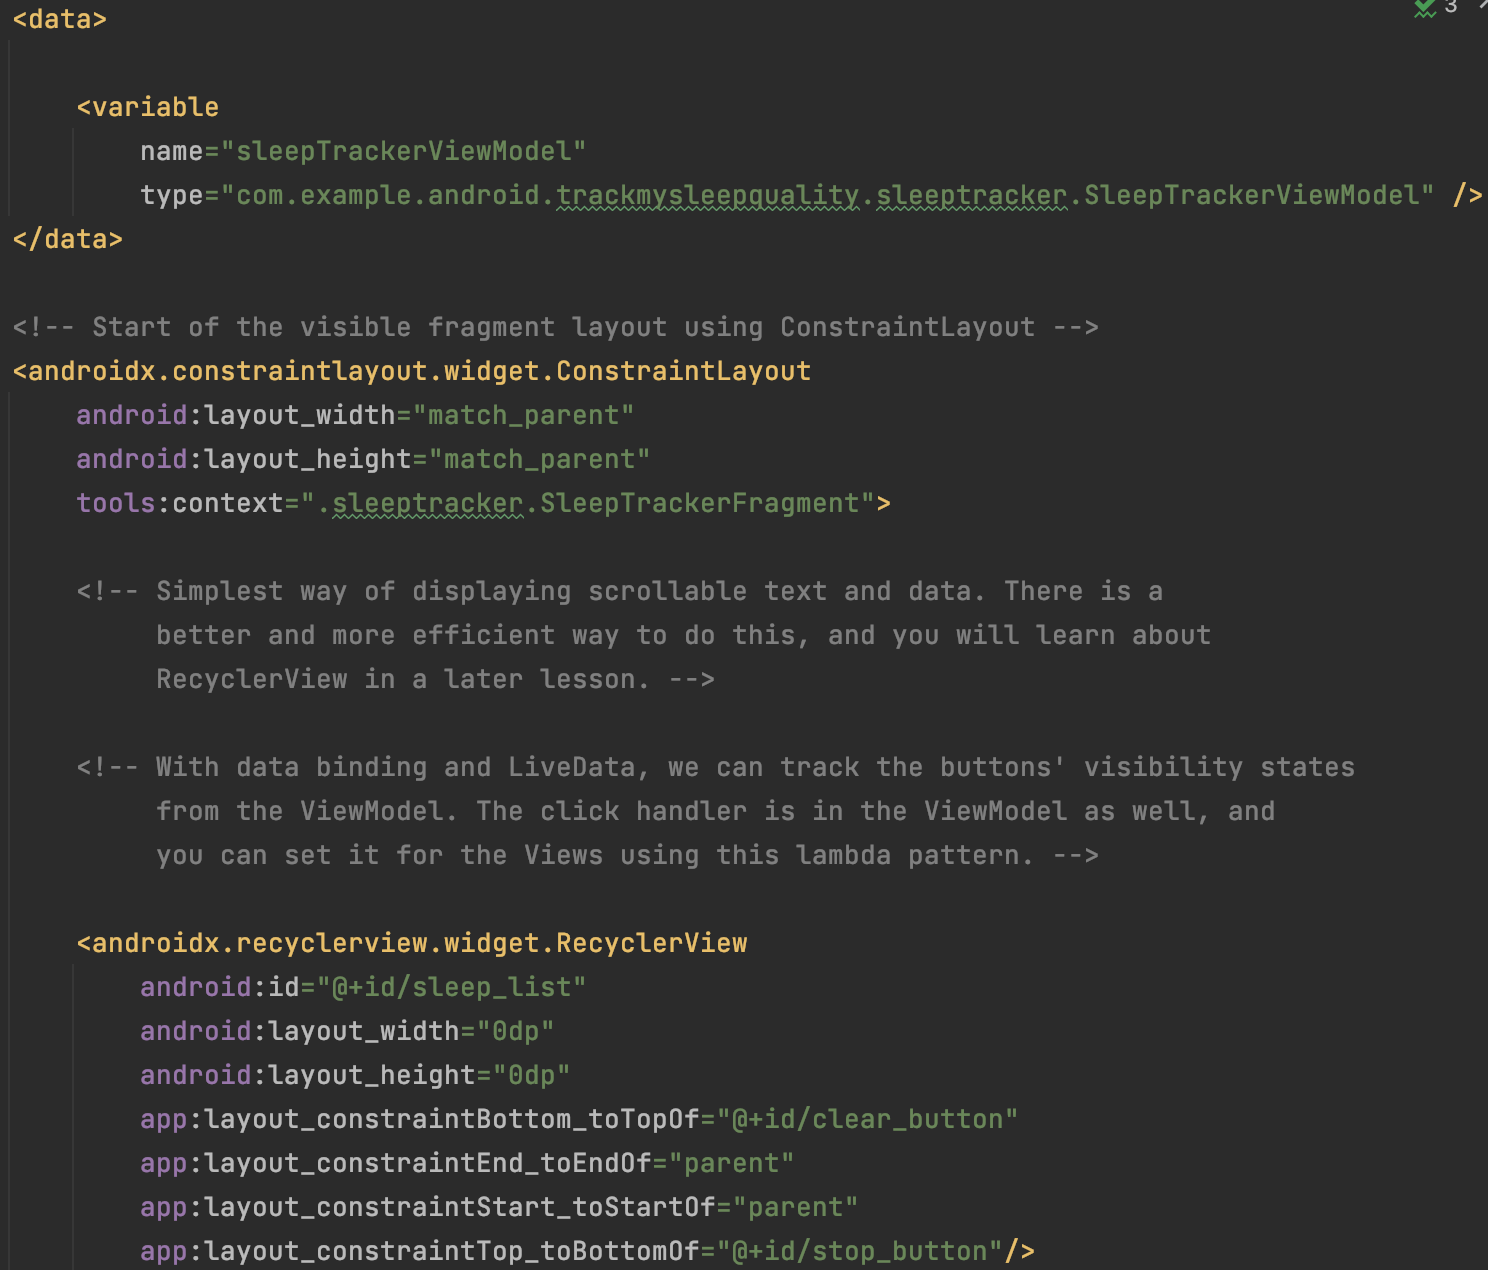 <data>
3
<variable
name="sleepTrackerViewModel"
type="com.example.android.trackmysleepquality.sleeptracker.SleepTrackerViewModel" />
</data>
<!-- Start of the visible fragment layout using ConstraintLayout -->
<androidx.constraintlayout.widget.ConstraintLayout
android:layout_width="match_parent"
android:layout_height="match_parent"
tools:context=".sleeptracker.SleepTrackerFragment">
<!-- Simplest way of displaying scrollable text and data. There is a
better and more efficient way to do this, and you will learn about
RecyclerView in a later lesson. -->
<!-- With data binding and LiveData, we can track the buttons' visibility states
from the ViewModel. The click handler is in the ViewModel as well, and
you can set it for the Views using this lambda pattern. -->
<androidx.recyclerview.widget.RecyclerView
android:id="@+id/sleep_list"
android:layout_width="0dp"
android:layout_height="0dp"
app:layout_constraintBottom_toTopOf="@+id/clear_button"
app:layout_constraintEnd_toEndOf="parent"
app:layout_constraintStart_toStartOf="parent"
app:layout_constraintTop_toBottomOf="@+id/stop_button"/>